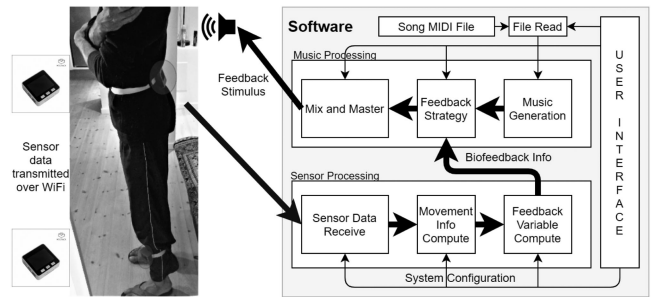 Sensor
data
transmitted
over WiFi
Feedback
Stimulus
Software
Song MIDI File
File Read
Music Processing
Mix and Master
Feedback
Strategy
Music
Generation
Biofeedback Info
Sensor Processing
Sensor Data
Receive
Movement
Info
Compute
Feedback
Variable
Compute
System Configuration
U
S
E
R
I
N
T
E
R
F
A
C
E